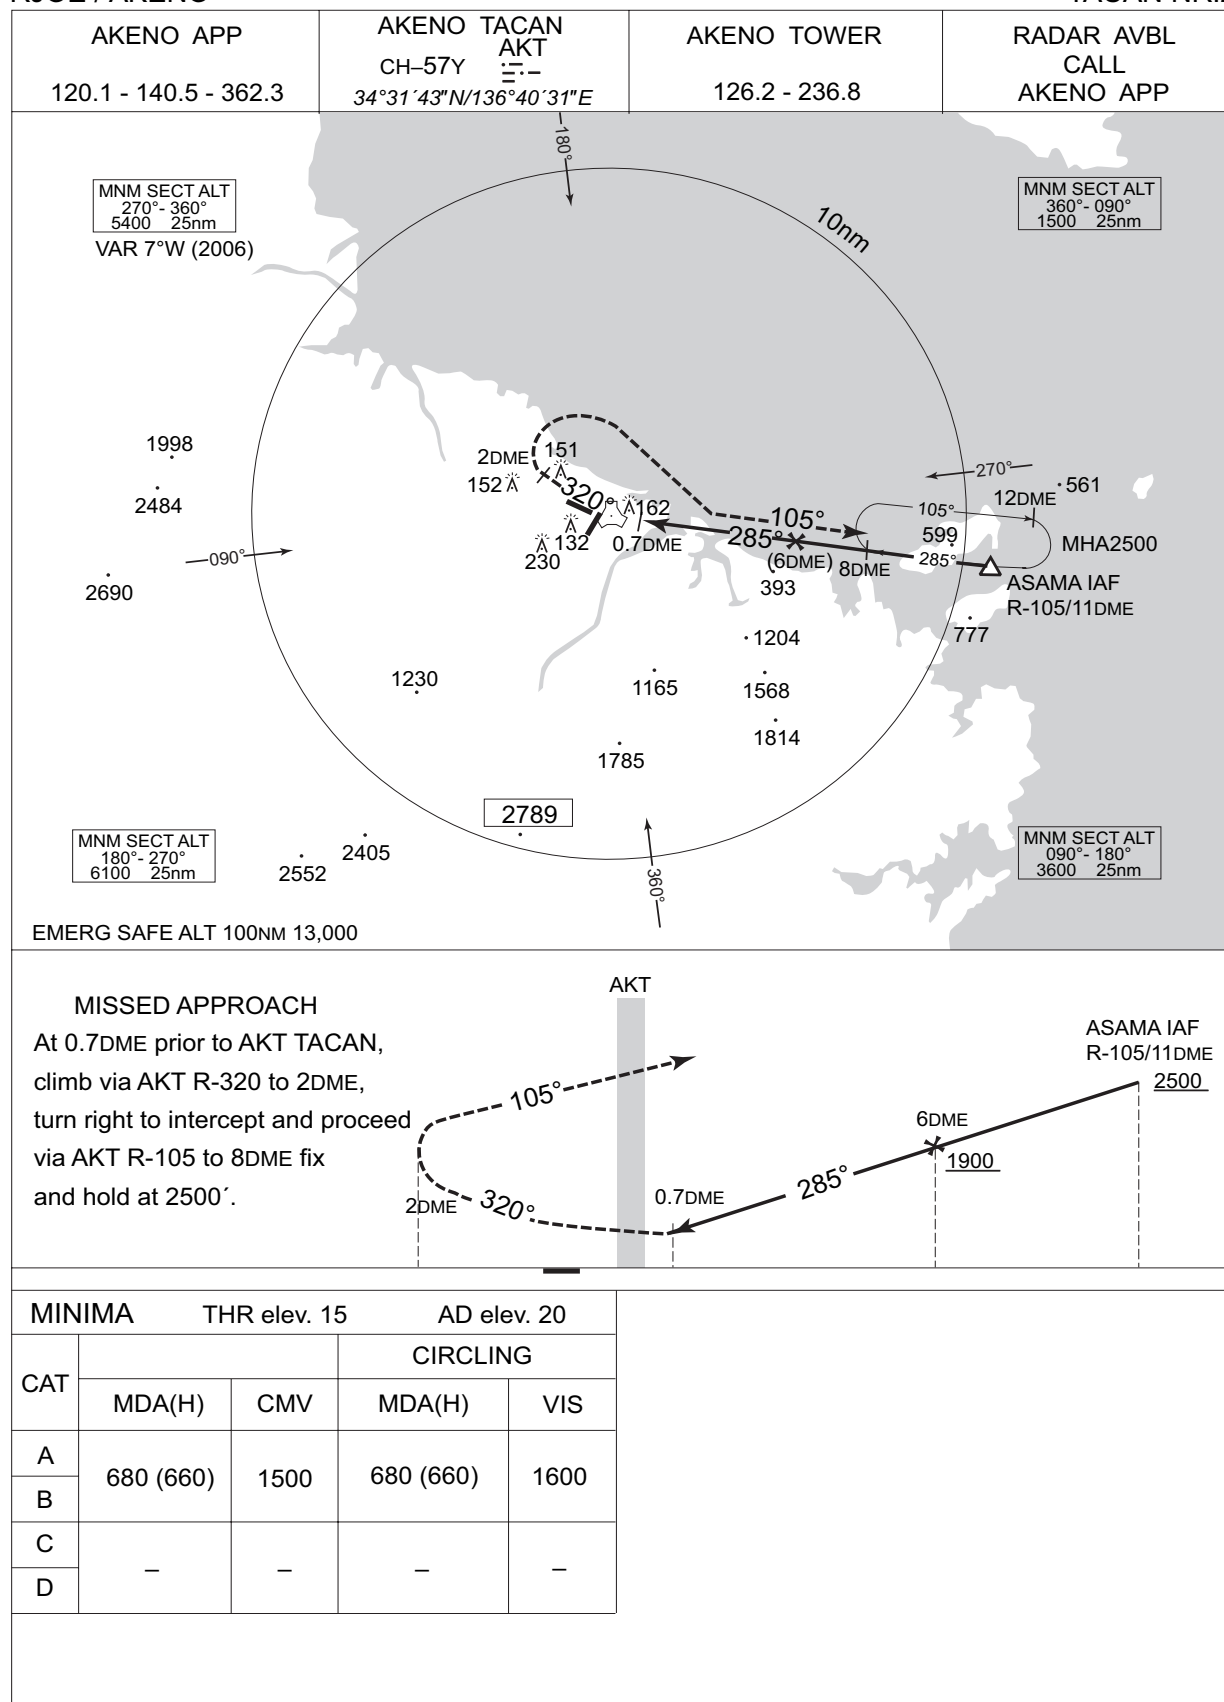 AKENO APP
120.1 - 140.5 - 362.3
AKENO TACAN
AKT
CH–57Y
34°31´43"N/136°40´31"E
AKENO TOWER
126.2 - 236.8
RADAR AVBL
CALL
AKENO APP
180°
MNM SECT ALT
270°- 360°
5400 25nm
VAR 7°W (2006)
MNM SECT ALT
360°- 090°
1500 25nm
10nm
1998
2484
090°
2690
2DME
151
152
320°
162
132
230
0.7DME
285°
105°
(6DME)
393
8DME
270°
561
12DME
105°
599
285°
MHA2500
ASAMA IAF
R-105/11DME
777
1204
1230
1165
1568
1814
1785
2789
2405
2552
360°
MNM SECT ALT
180°- 270°
6100 25nm
MNM SECT ALT
090°- 180°
3600 25nm
EMERG SAFE ALT 100NM 13,000
MISSED APPROACH
At 0.7DME prior to AKT TACAN,
climb via AKT R-320 to 2DME,
turn right to intercept and proceed
via AKT R-105 to 8DME fix
and hold at 2500´.
AKT
105°
2DME
320°
0.7DME
285°
6DME
1900
ASAMA IAF
R-105/11DME
2500
MINIMA THR elev. 15 AD elev. 20
CAT
CIRCLING
MDA(H) CMV MDA(H) VIS
A
B
680 (660) 1500 680 (660) 1600
C
D
– – – –